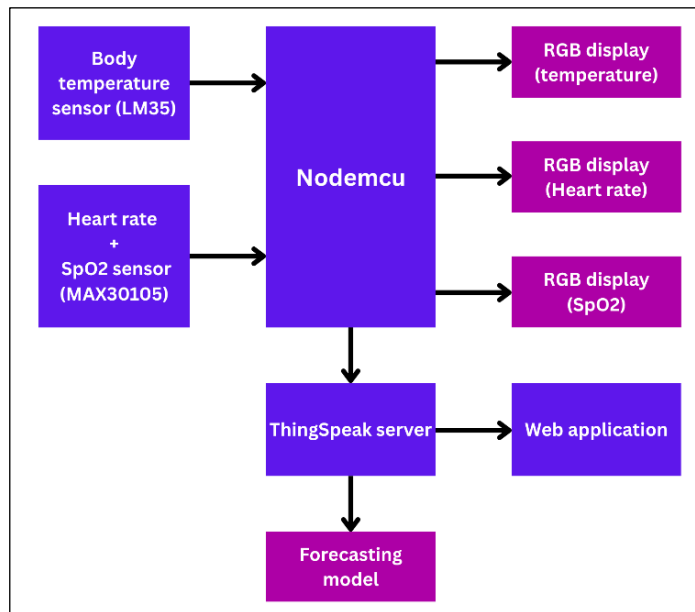 Body
temperature
sensor (LM35)
Nodemcu
RGB display
(temperature)
RGB display
(Heart rate)
Heart rate
+
SpO2 sensor
(MAX30105)
RGB display
(SpO2)
ThingSpeak server
Web application
Forecasting
model